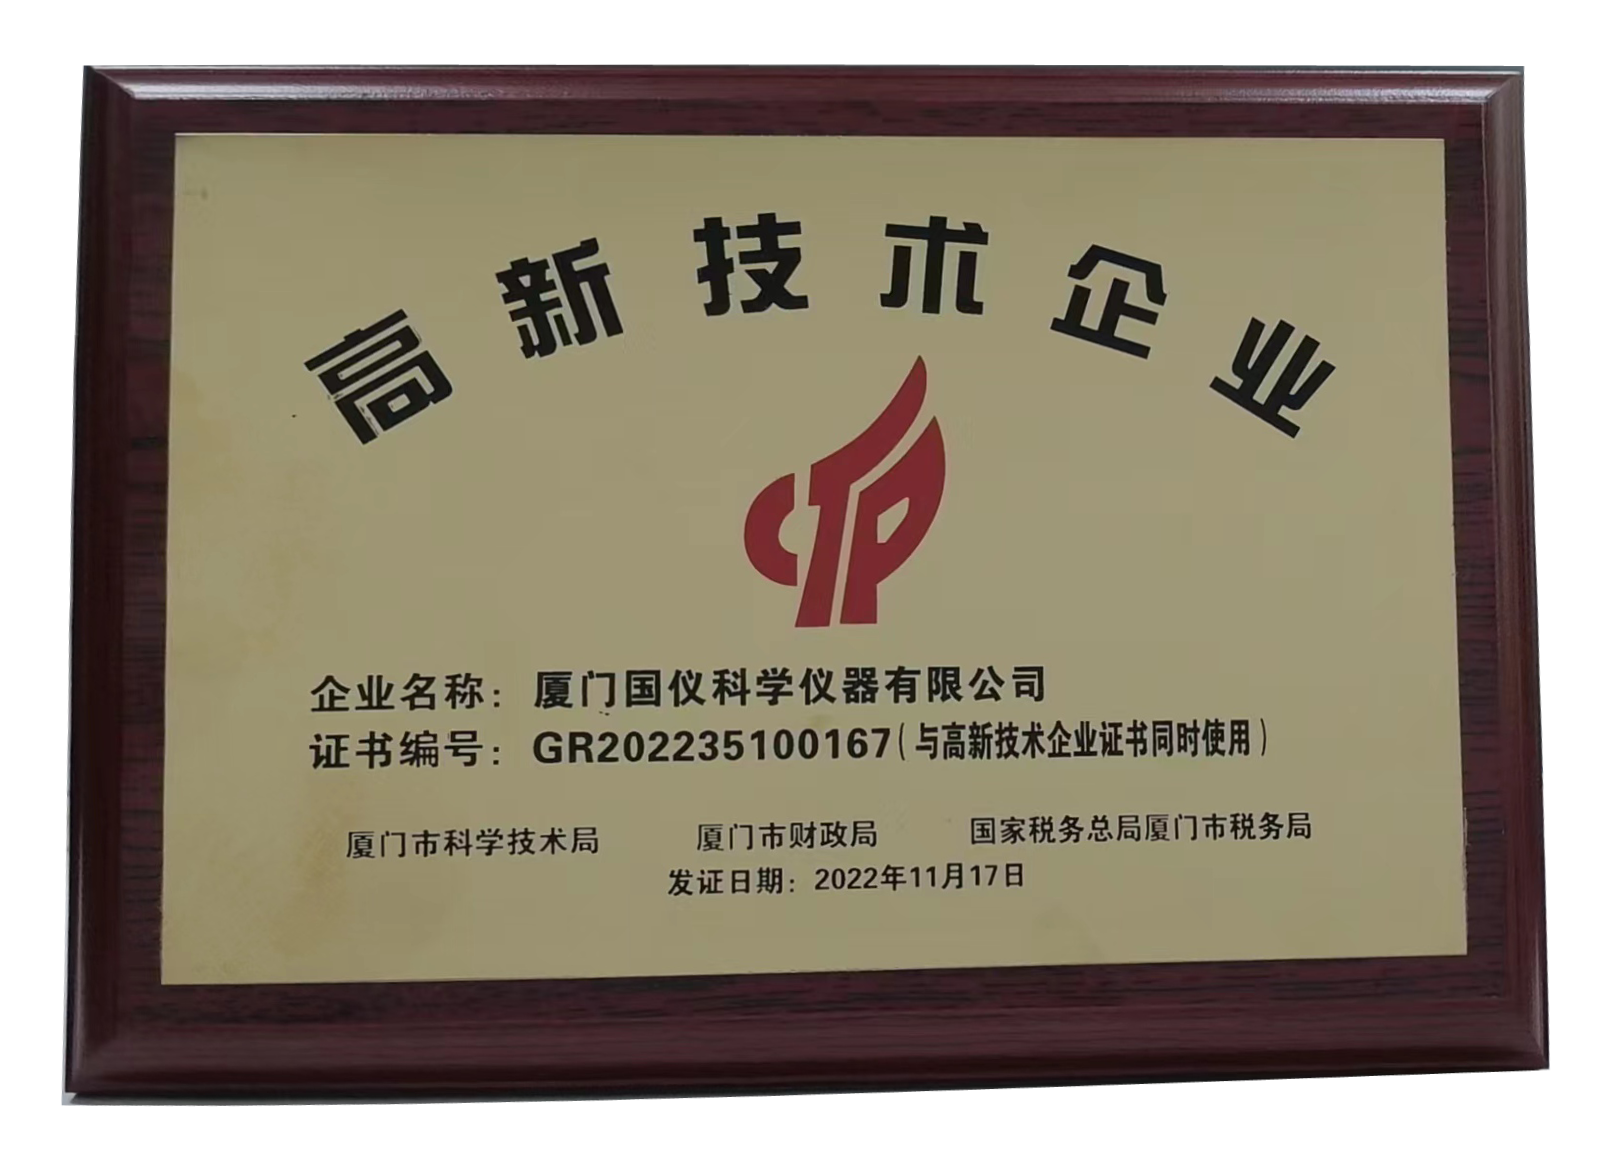 高新技术企业
CTP
企业名称：厦门国仪科学仪器有限公司
证书编号：GR202235100167（与高新技术企业证书同时使用）
厦门市科学技术局 厦门市财政局 国家税务总局厦门市税务局
发证日期：2022年11月17日